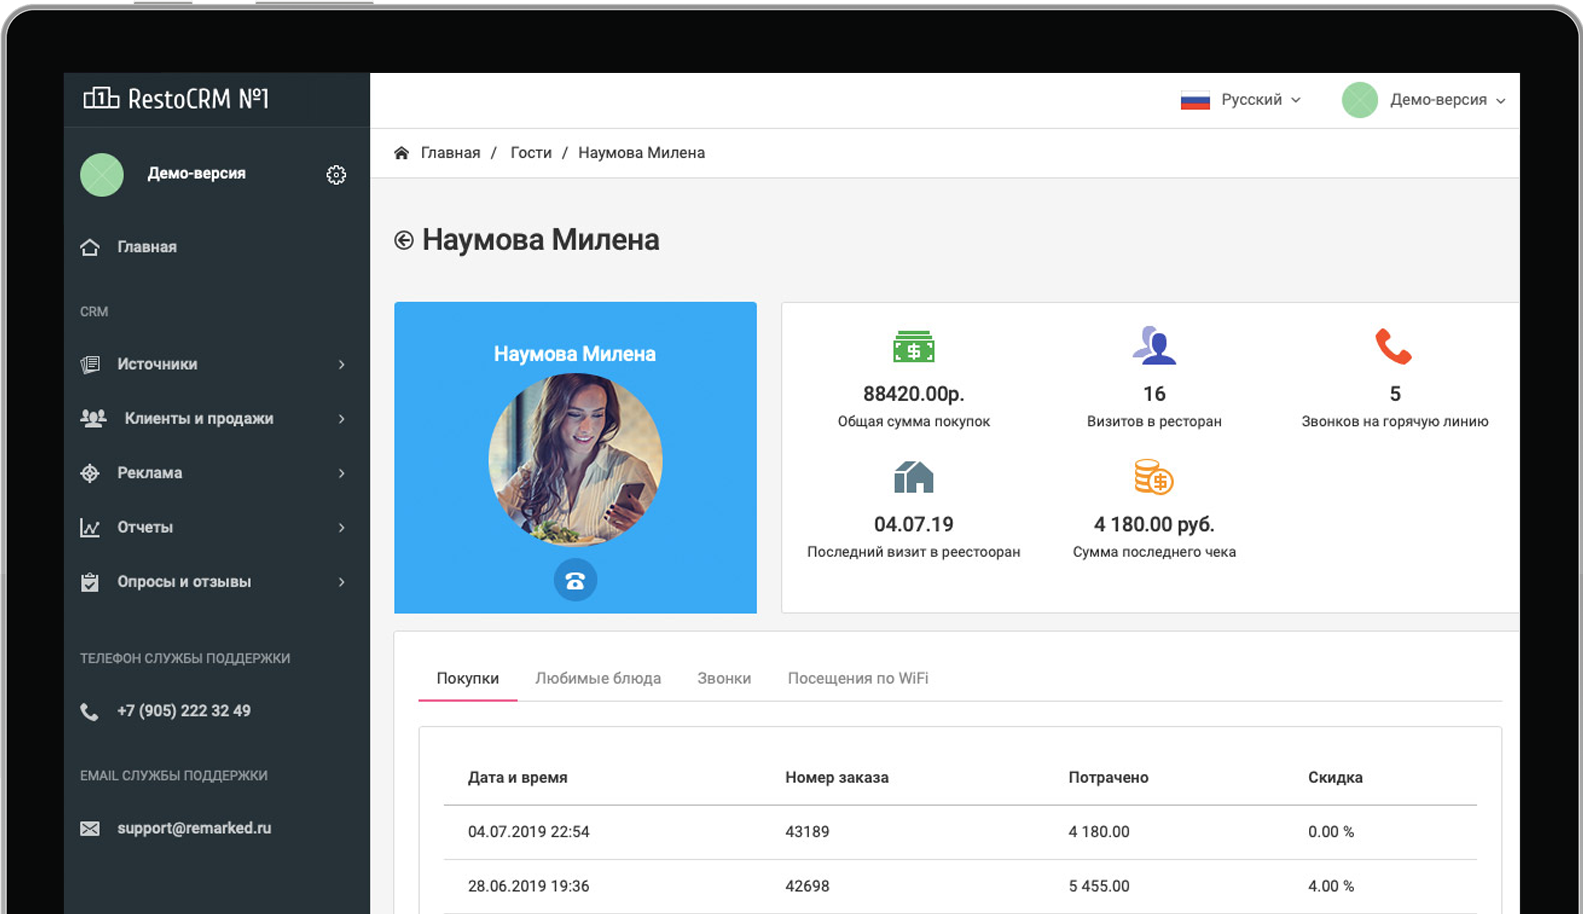 RestoCRM №1
Русский
Демо-версия
Демо-версия
Главная / Гости / Наумова Милена
Главная
Наумова Милена
CRM
Источники
Клиенты и продажи
Реклама
Отчеты
Опросы и отзывы
ТЕЛЕФОН СЛУЖБЫ ПОДДЕРЖКИ
+7 (905) 222 32 49
EMAIL СЛУЖБЫ ПОДДЕРЖКИ
support@remarked.ru
Наумова Милена
88420.00р.
Общая сумма покупок
16
Визитов в ресторан
5
Звонков на горячую линию
04.07.19
Последний визит в реестооран
4 180.00 руб.
Сумма последнего чека
Покупки Любимые блюда Звонки Посещения по WiFi
Дата и время Номер заказа Потрачено Скидка
04.07.2019 22:54 43189 4 180.00 0.00 %
28.06.2019 19:36 42698 5 455.00 4.00 %